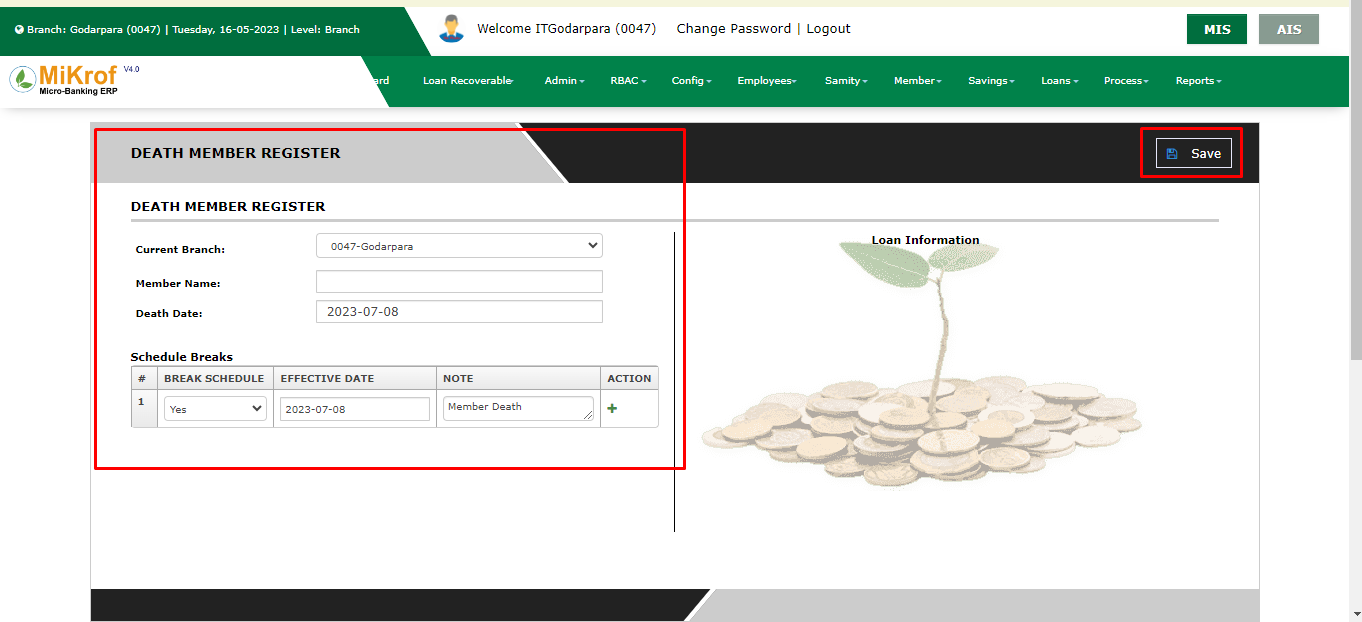 Branch: Godarpara (0047) | Tuesday, 16-05-2023 | Level: Branch
Welcome ITGodarpara (0047) Change Password | Logout
MIS AIS
MiKrof V4.0
Micro-Banking ERP
ard Loan Recoverable Admin RBAC Config Employees Samity Member Savings Loans Process Reports
DEATH MEMBER REGISTER
Save
DEATH MEMBER REGISTER
Current Branch: 0047-Godarpara
Member Name:
Death Date: 2023-07-08
Loan Information
Schedule Breaks
# BREAK SCHEDULE EFFECTIVE DATE NOTE ACTION
1 Yes 2023-07-08 Member Death +